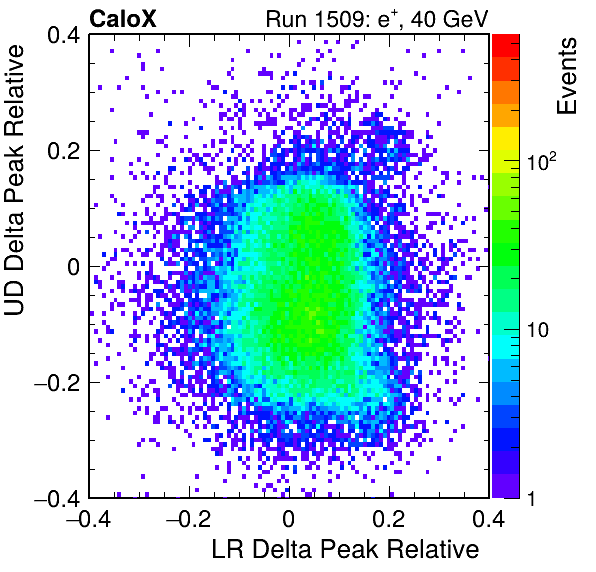 CaloX Run 1509: e⁺, 40 GeV
UD Delta Peak Relative
0.4
0.2
0
−0.2
−0.4
−0.4 −0.2 0 0.2 0.4
LR Delta Peak Relative
Events
10²
10
1